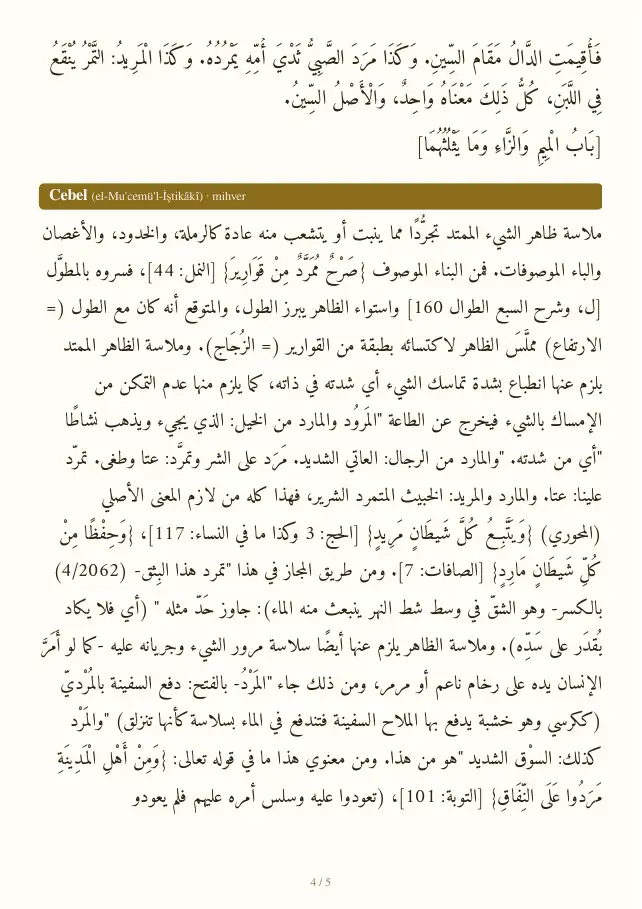 فَأُقِيمَتِ الدَّالُ مَقَامَ السِّينِ. وَكَذَا مَرَدَ الصَّبِيُّ ثَدْيَ أُمِّهِ يَمْرُدُهُ. وَكَذَا الْمَرِيدُ: التَّمْرُ يُنْقَعُ
فِي اللَّبَنِ، كُلُّ ذَلِكَ مَعْنَاهُ وَاحِدٌ، وَالْأَصْلُ السِّينُ.
[بَابُ الْمِيمِ وَالزَّاءِ وَمَا يَثْلُثُهُمَا]
Cebel (el-Mu'cemü'l-İştikâkî) · mihver
ملاسة ظاهر الشيء الممتد تجرُّدًا مما ينبت أو يتشعب منه عادة كالرملة، والخدود، والأغصان
والباء الموصوفات. فمن البناء الموصوف {صَرْحٌ مُمَرَّدٌ مِنْ قَوَارِيرَ} [النمل: 44]، فسروه بالمطوَّل
[ل، وشرح السبع الطوال 160] واستواء الظاهر يبرز الطول، والمتوقع أنه كان مع الطول (=
الارتفاع) مملَّسَ الظاهر لاكتسائه بطبقة من القوارير (= الزُجَاج). وملاسة الظاهر الممتد
يلزم عنها انطباع بشدة تماسك الشيء أي شدته في ذاته، كما يلزم منها عدم التمكن من
الإمساك بالشيء فيخرج عن الطاعة "المَرود والمارد من الخيل: الذي يجيء ويذهب نشاطًا
"أي من شدته. "والمارد من الرجال: العاتي الشديد. مَرَد على الشر وتمرَّد: عتا وطغى. تمرّد
علينا: عتا. والمارد والمريد: الخبيث المتمرد الشرير، فهذا كله من لازم المعنى الأصلي
(المحوري) {وَيَتَّبِعُ كُلَّ شَيطَانٍ مَرِيدٍ} [الحج: 3 وكذا ما في النساء: 117]، {وَحِفْظًا مِنْ
كُلِّ شَيطَانٍ مَارِدٍ} [الصافات: 7]. ومن طريق المجاز في هذا "تمرد هذا البِثق- (4/2062)
بالكسر- وهو الشقّ في وسط شط النهر ينبعث منه الماء): جاوز حَدّ مثله " (أي فلا يكاد
يُقدَر على سَدّه). وملاسة الظاهر يلزم عنها أيضًا سلاسة مرور الشيء وجريانه عليه -كما لو أمَرَّ
الإنسان يده على رخام ناعم أو مرمر، ومن ذلك جاء "المَرْدُ- بالفتح: دفع السفينة بالمُرْديّ
(ككرسي وهو خشبة يدفع بها الملاح السفينة فتندفع في الماء بسلاسة كأنها تنزلق) "والمَرْد
كذلك: السوْق الشديد "هو من هذا. ومن معنوي هذا ما في قوله تعالى: {وَمِنْ أَهْلِ الْمَدِينَةِ
مَرَدُوا عَلَى النِّفَاقِ} [التوبة: 101]، (تعودوا عليه وسلس أمره عليهم فلم يعودو
4 / 5